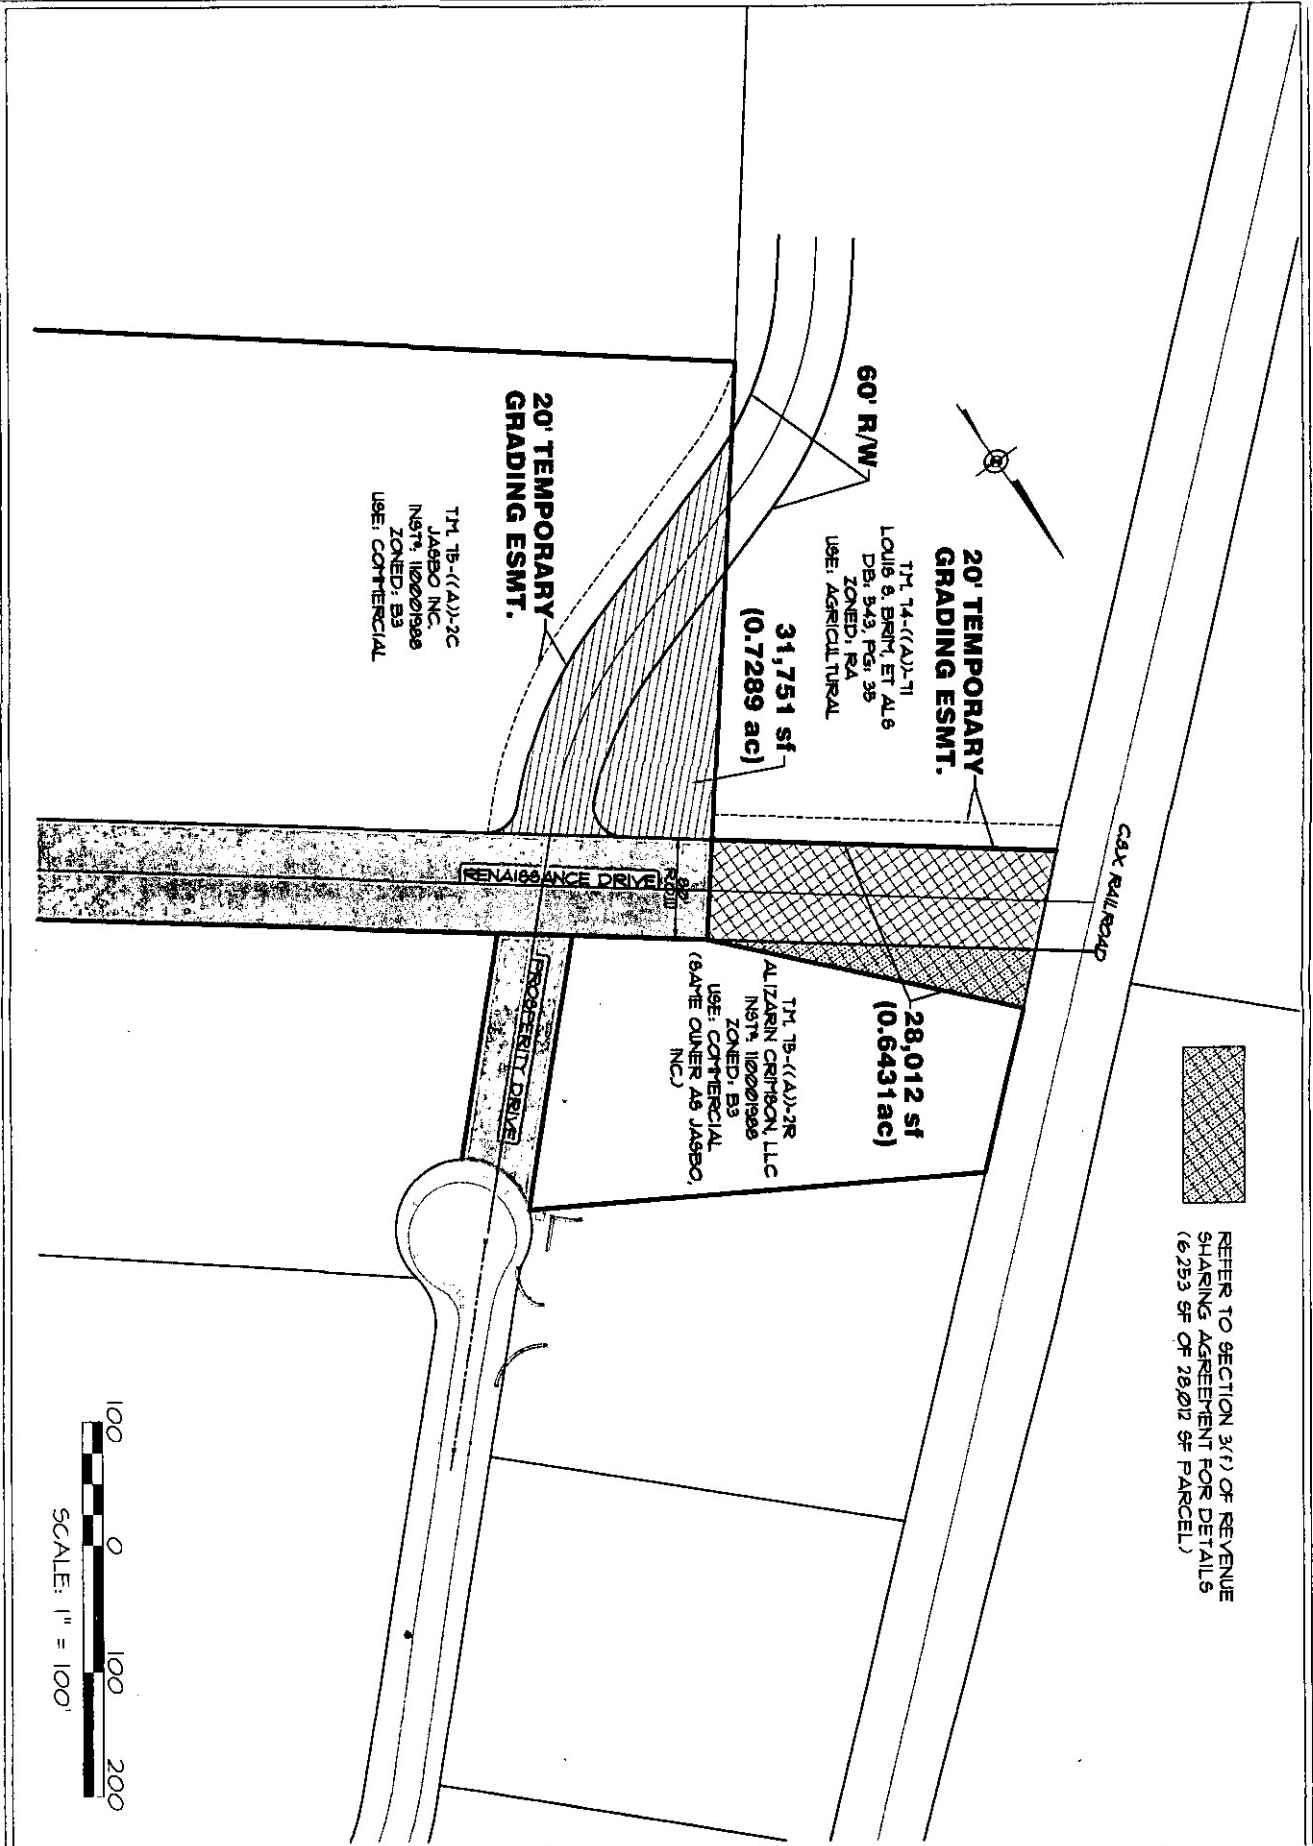 REFER TO SECTION 3(f) OF REVENUE
SHARING AGREEMENT FOR DETAILS
(6,253 SF OF 28,012 SF PARCEL)
CSX RAILROAD
20' TEMPORARY
GRADING ESMT.
T.M. 74-((A))-71
LOUIS S. BRIM, ET ALS
DB: 543, PG: 35
ZONED: RA
USE: AGRICULTURAL
60' R/W
31,751 sf
(0.7289 ac)
28,012 sf
(0.6431ac)
T.M. 75-((A))-2R
ALIZARIN CRIMSON, LLC
INST#: 110001988
ZONED: B3
USE: COMMERCIAL
(SAME OWNER AS JASBO,
INC.)
20' TEMPORARY
GRADING ESMT.
T.M. 75-((A))-2C
JASBO INC.
INST#: 110001988
ZONED: B3
USE: COMMERCIAL
RENAISSANCE DRIVE
PROSPERITY DRIVE
100 0 100 200
SCALE: 1" = 100'